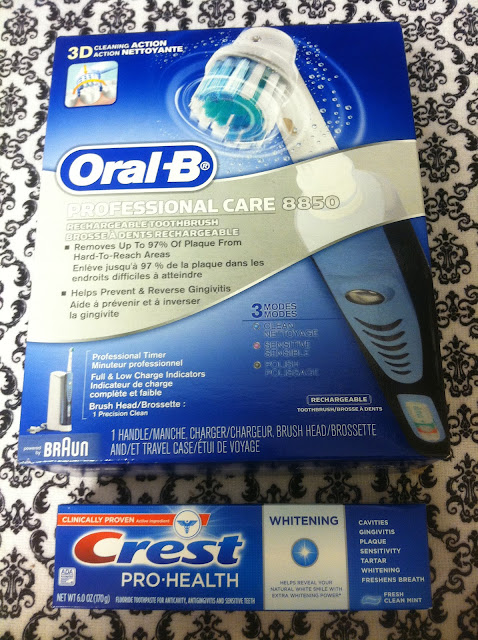 3D CLEANING ACTION
ACTION NETTOYANTE
Oral-B®
PROFESSIONAL CARE 8850
RECHARGEABLE TOOTHBRUSH
BROSSE À DENTS RECHARGEABLE
Removes Up To 97% Of Plaque From
Hard-To-Reach Areas
Enlève jusqu'à 97 % de la plaque dans les
endroits difficiles à atteindre
Helps Prevent & Reverse Gingivitis
Aide à prévenir et à inverser
la gingivite
3 MODES
MODES
CLEAN
NETTOYAGE
SENSITIVE
SENSIBLE
POLISH
POLISSAGE
Professional Timer
Minuteur professionnel
Full & Low Charge Indicators
Indicateur de charge
complète et faible
Brush Head/Brossette :
1 Precision Clean
RECHARGEABLE
TOOTHBRUSH/BROSSE À DENTS
powered by
BRAUN
1 HANDLE/MANCHE, CHARGER/CHARGEUR, BRUSH HEAD/BROSSETTE
AND/ET TRAVEL CASE/ÉTUI DE VOYAGE
CLINICALLY PROVEN Active Ingredient
Crest
PRO-HEALTH
ADA
NET WT 6.0 OZ (170 g)
FLUORIDE TOOTHPASTE FOR ANTICAVITY, ANTIGINGIVITIS AND SENSITIVE TEETH
WHITENING
HELPS REVEAL YOUR
NATURAL WHITE SMILE WITH
EXTRA WHITENING POWER*
CAVITIES
GINGIVITIS
PLAQUE
SENSITIVITY
TARTAR
WHITENING
FRESHENS BREATH
FRESH
CLEAN MINT